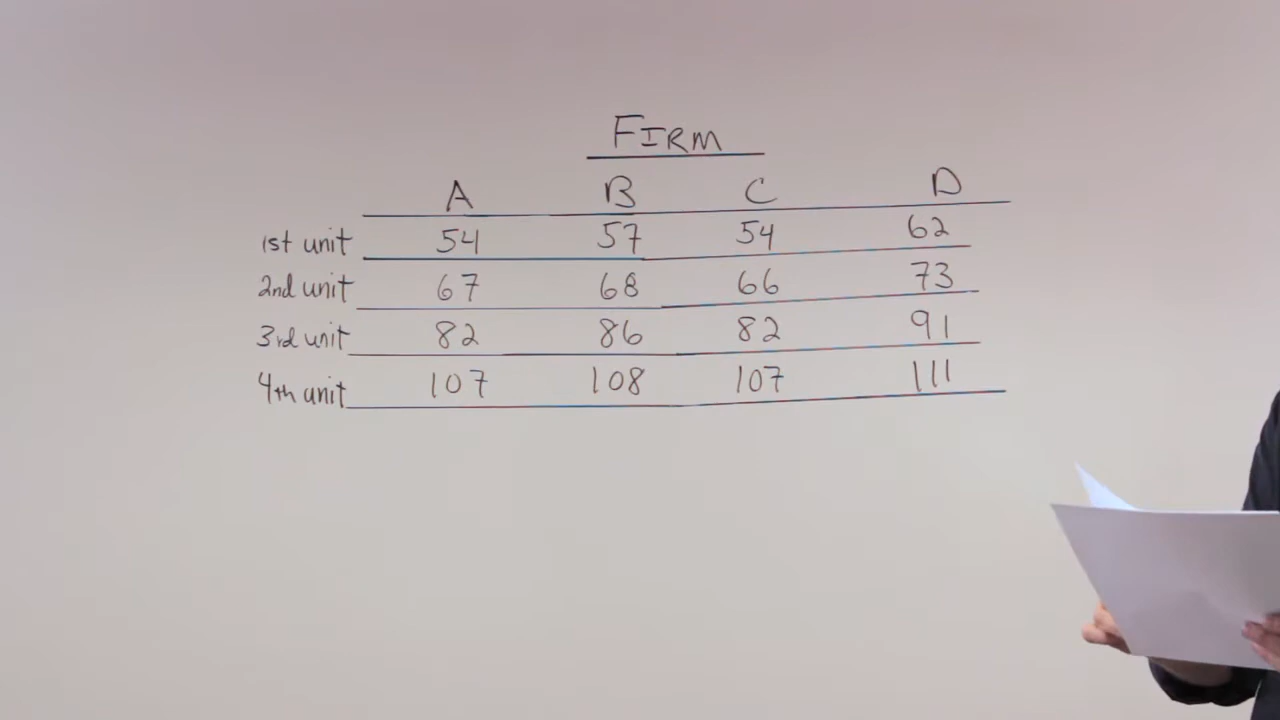 FIRM
A B C D
1st unit 54 57 54 62
2nd unit 67 68 66 73
3rd unit 82 86 82 91
4th unit 107 108 107 111